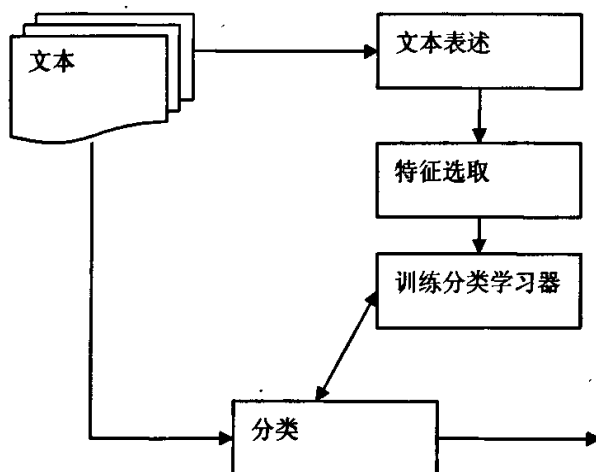 文本
文本表述
特征选取
训练分类学习器
分类